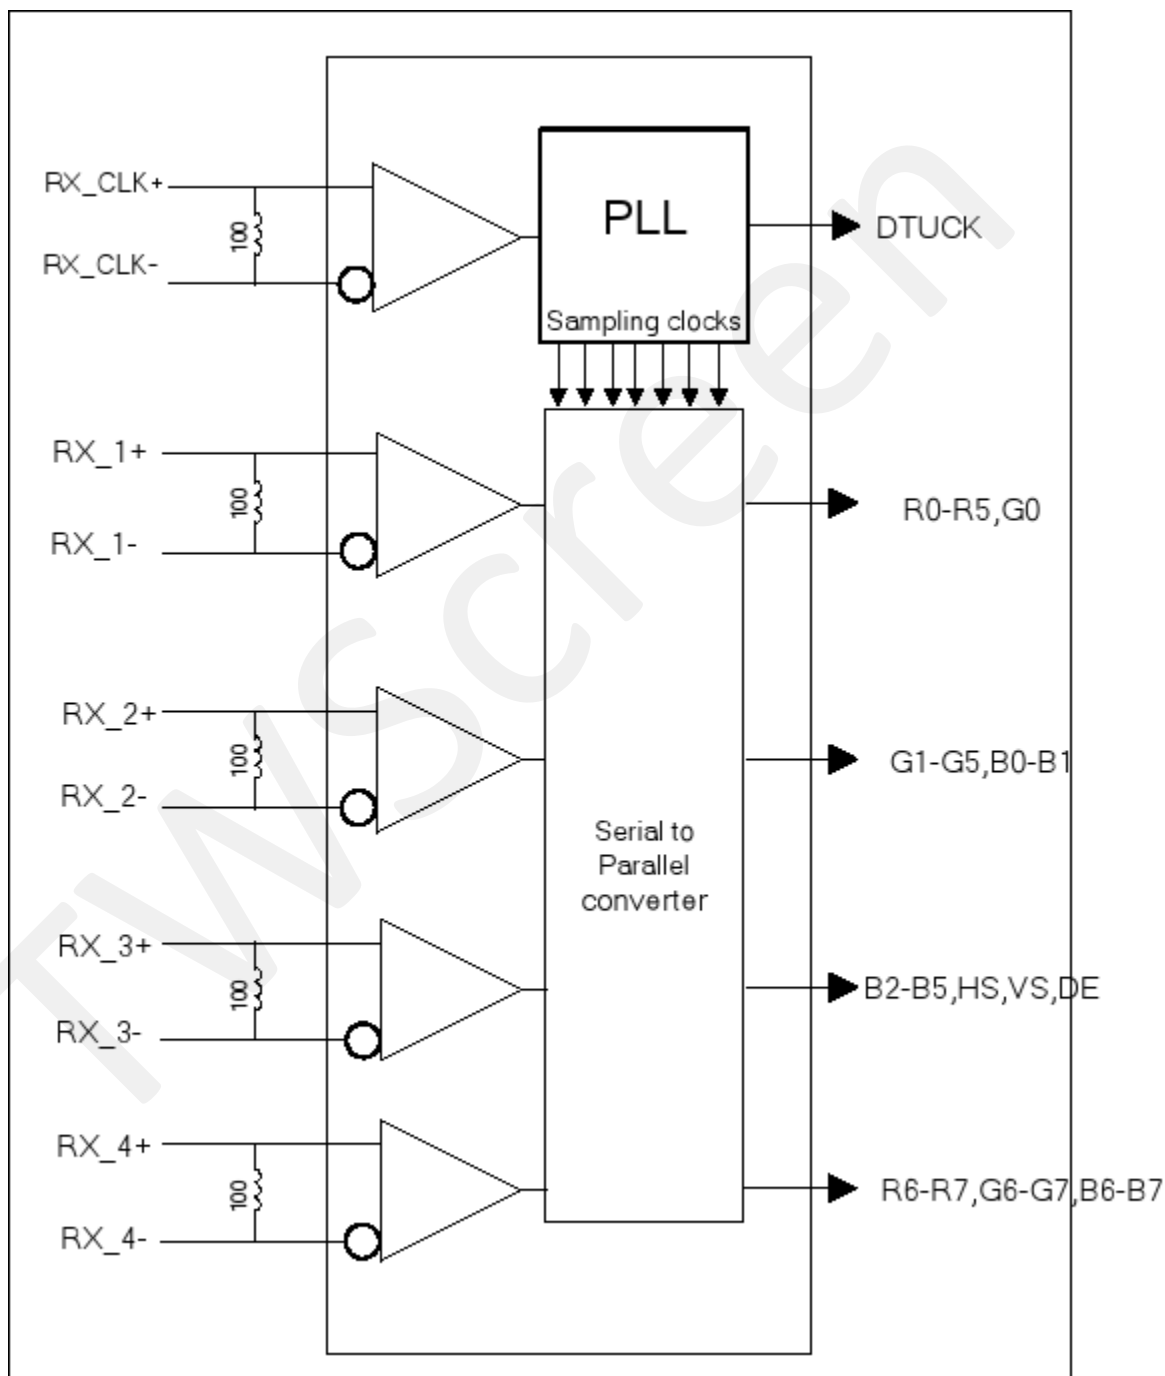 RX_CLK+
100
RX_CLK-
PLL
Sampling clocks
DTUCK
RX_1+
100
RX_1-
R0-R5,G0
RX_2+
100
RX_2-
G1-G5,B0-B1
Serial to
Parallel
converter
RX_3+
100
RX_3-
B2-B5,HS,VS,DE
RX_4+
100
RX_4-
R6-R7,G6-G7,B6-B7
TWScreen